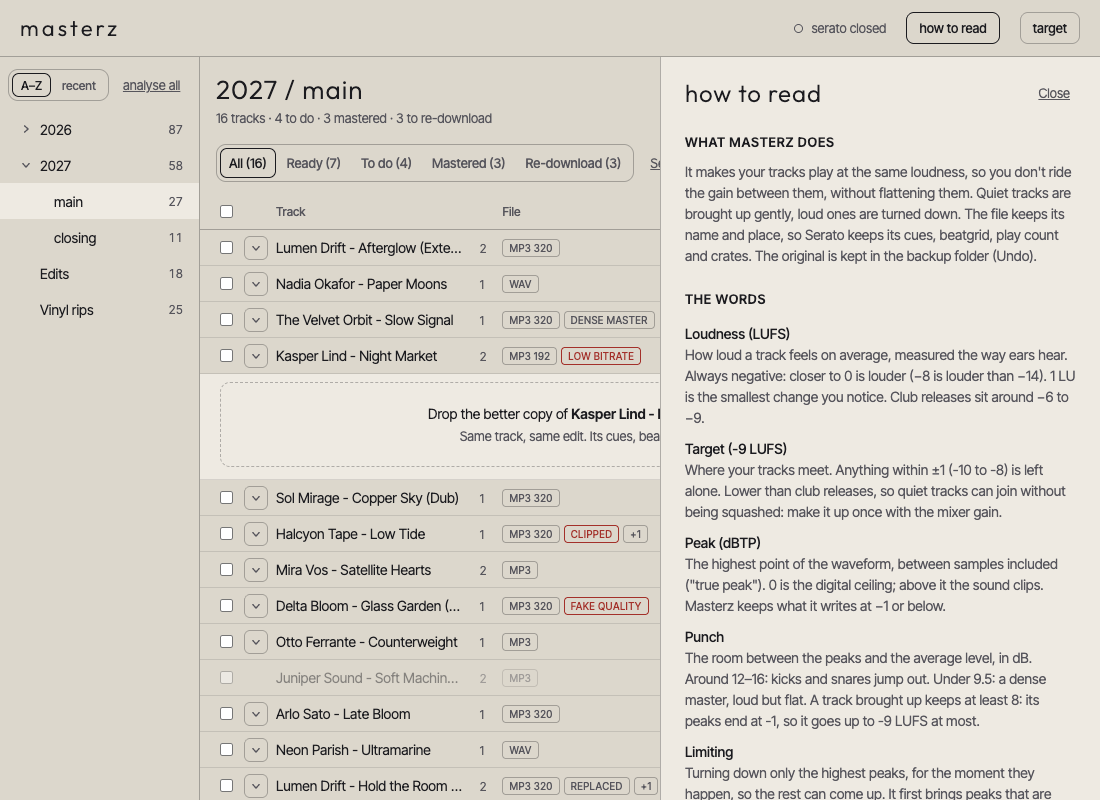 masterz
serato closed
how to read
target
A–Z
recent
analyse all
2026 87
2027 58
main 27
closing 11
Edits 18
Vinyl rips 25
2027 / main
16 tracks · 4 to do · 3 mastered · 3 to re-download
All (16) Ready (7) To do (4) Mastered (3) Re-download (3)
Track File
Lumen Drift - Afterglow (Exte... 2 MP3 320
Nadia Okafor - Paper Moons 1 WAV
The Velvet Orbit - Slow Signal 1 MP3 320 DENSE MASTER
Kasper Lind - Night Market 2 MP3 192 LOW BITRATE
Drop the better copy of Kasper Lind -
Same track, same edit. Its cues,
Sol Mirage - Copper Sky (Dub) 1 MP3 320
Halcyon Tape - Low Tide 1 MP3 320 CLIPPED +1
Mira Vos - Satellite Hearts 2 MP3
Delta Bloom - Glass Garden (... 1 MP3 320 FAKE QUALITY
Otto Ferrante - Counterweight 1 MP3
Juniper Sound - Soft Machin... 2 MP3
Arlo Sato - Late Bloom 1 MP3 320
Neon Parish - Ultramarine 1 WAV
Lumen Drift - Hold the Room ... 2 MP3 320 REPLACED +1
how to read
Close
WHAT MASTERZ DOES
It makes your tracks play at the same loudness, so you don't ride
the gain between them, without flattening them. Quiet tracks are
brought up gently, loud ones are turned down. The file keeps its
name and place, so Serato keeps its cues, beatgrid, play count
and crates. The original is kept in the backup folder (Undo).
THE WORDS
Loudness (LUFS)
How loud a track feels on average, measured the way ears hear.
Always negative: closer to 0 is louder (−8 is louder than −14). 1 LU
is the smallest change you notice. Club releases sit around −6 to
−9.
Target (-9 LUFS)
Where your tracks meet. Anything within ±1 (-10 to -8) is left
alone. Lower than club releases, so quiet tracks can join without
being squashed: make it up once with the mixer gain.
Peak (dBTP)
The highest point of the waveform, between samples included
("true peak"). 0 is the digital ceiling; above it the sound clips.
Masterz keeps what it writes at −1 or below.
Punch
The room between the peaks and the average level, in dB.
Around 12–16: kicks and snares jump out. Under 9.5: a dense
master, loud but flat. A track brought up keeps at least 8: its
peaks end at -1, so it goes up to -9 LUFS at most.
Limiting
Turning down only the highest peaks, for the moment they
happen, so the rest can come up. It first brings peaks that are